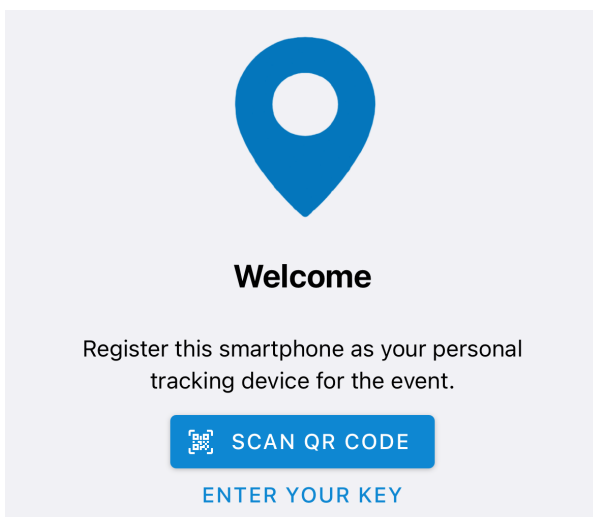 Welcome
Register this smartphone as your personal
tracking device for the event.
SCAN QR CODE
ENTER YOUR KEY